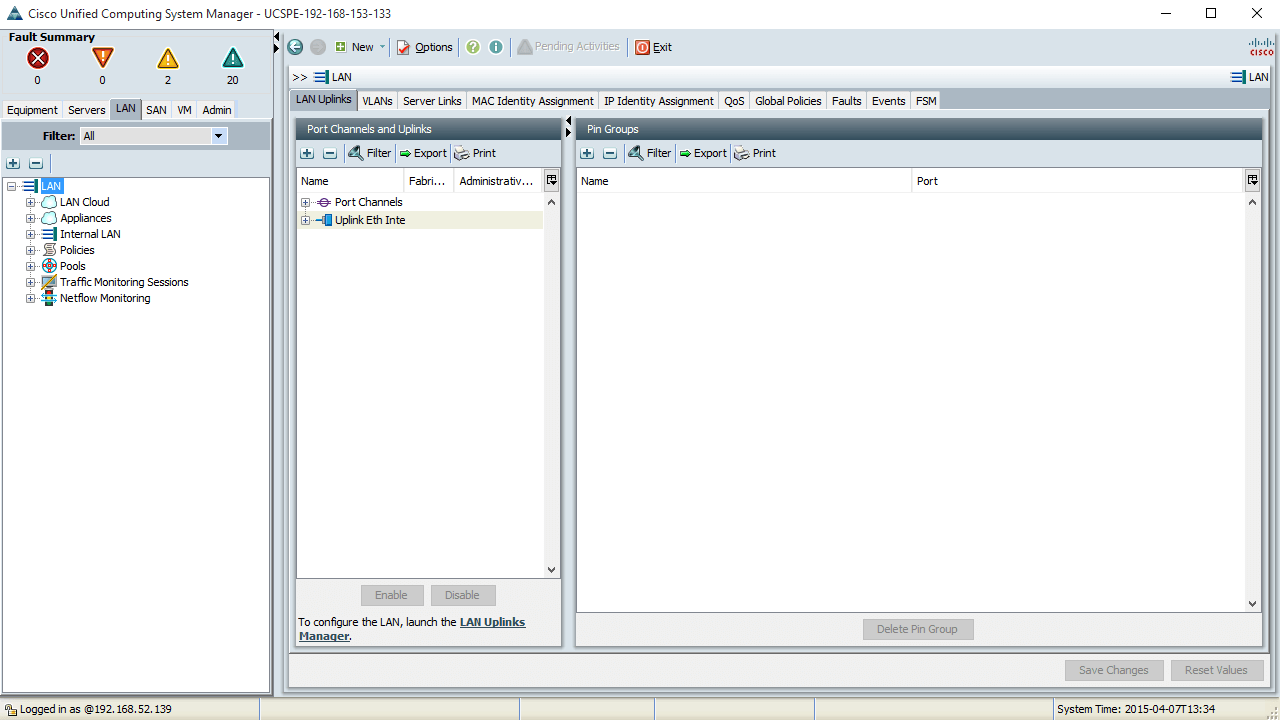 Cisco Unified Computing System Manager - UCSPE-192-168-153-133
Fault Summary
0 0 2 20
New Options Pending Activities Exit
CISCO
>> LAN LAN
Equipment Servers LAN SAN VM Admin
Filter: All
LAN
LAN Cloud
Appliances
Internal LAN
Policies
Pools
Traffic Monitoring Sessions
Netflow Monitoring
LAN Uplinks VLANs Server Links MAC Identity Assignment IP Identity Assignment QoS Global Policies Faults Events FSM
Port Channels and Uplinks
Filter Export Print
Name Fabri... Administrativ...
Port Channels
Uplink Eth Inte
Enable Disable
To configure the LAN, launch the LAN Uplinks
Manager.
Pin Groups
Filter Export Print
Name Port
Delete Pin Group
Save Changes Reset Values
Logged in as @192.168.52.139
System Time: 2015-04-07T13:34